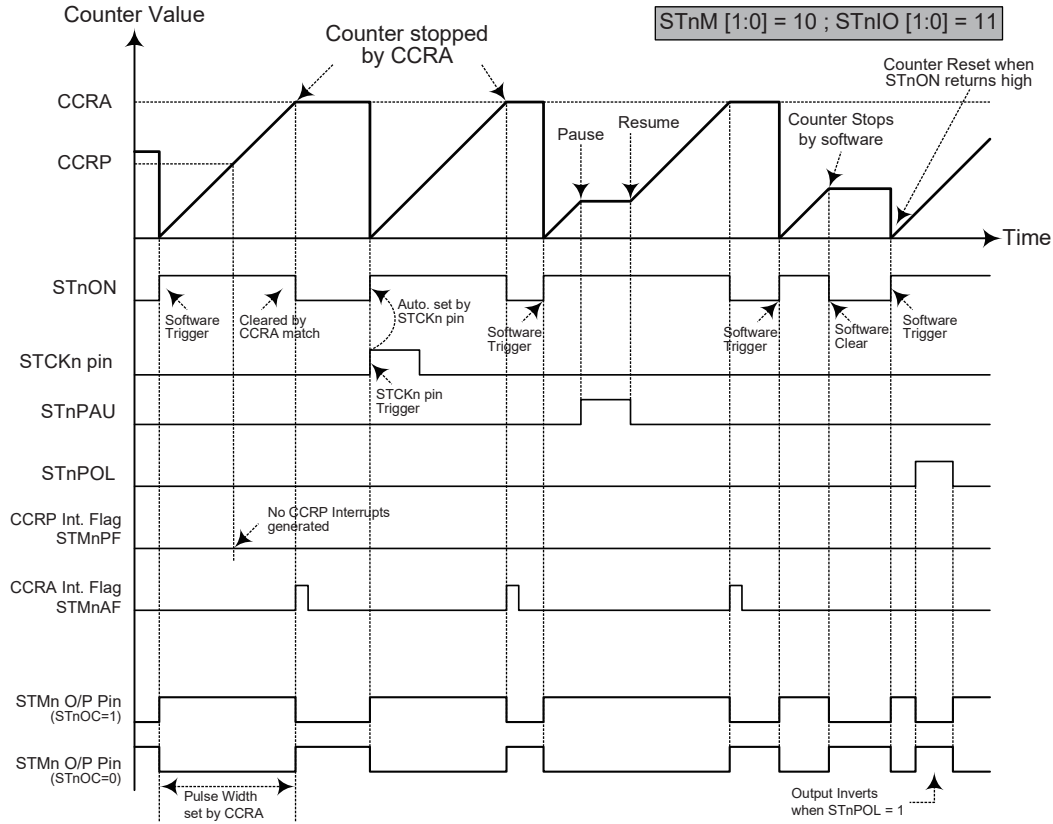 Counter Value
STnM [1:0] = 10 ; STnIO [1:0] = 11
Counter stopped
by CCRA
Counter Reset when
STnON returns high
CCRA
Counter Stops
by software
Pause
Resume
CCRP
Time
STnON
Software
Trigger
Cleared by
CCRA match
Auto. set by
STCKn pin
Software
Trigger
Software
Trigger
Software
Clear
Software
Trigger
STCKn pin
STCKn pin
Trigger
STnPAU
STnPOL
No CCRP Interrupts
generated
CCRP Int. Flag
STMnPF
CCRA Int. Flag
STMnAF
STMn O/P Pin
(STnOC=1)
STMn O/P Pin
(STnOC=0)
Pulse Width
set by CCRA
Output Inverts
when STnPOL = 1